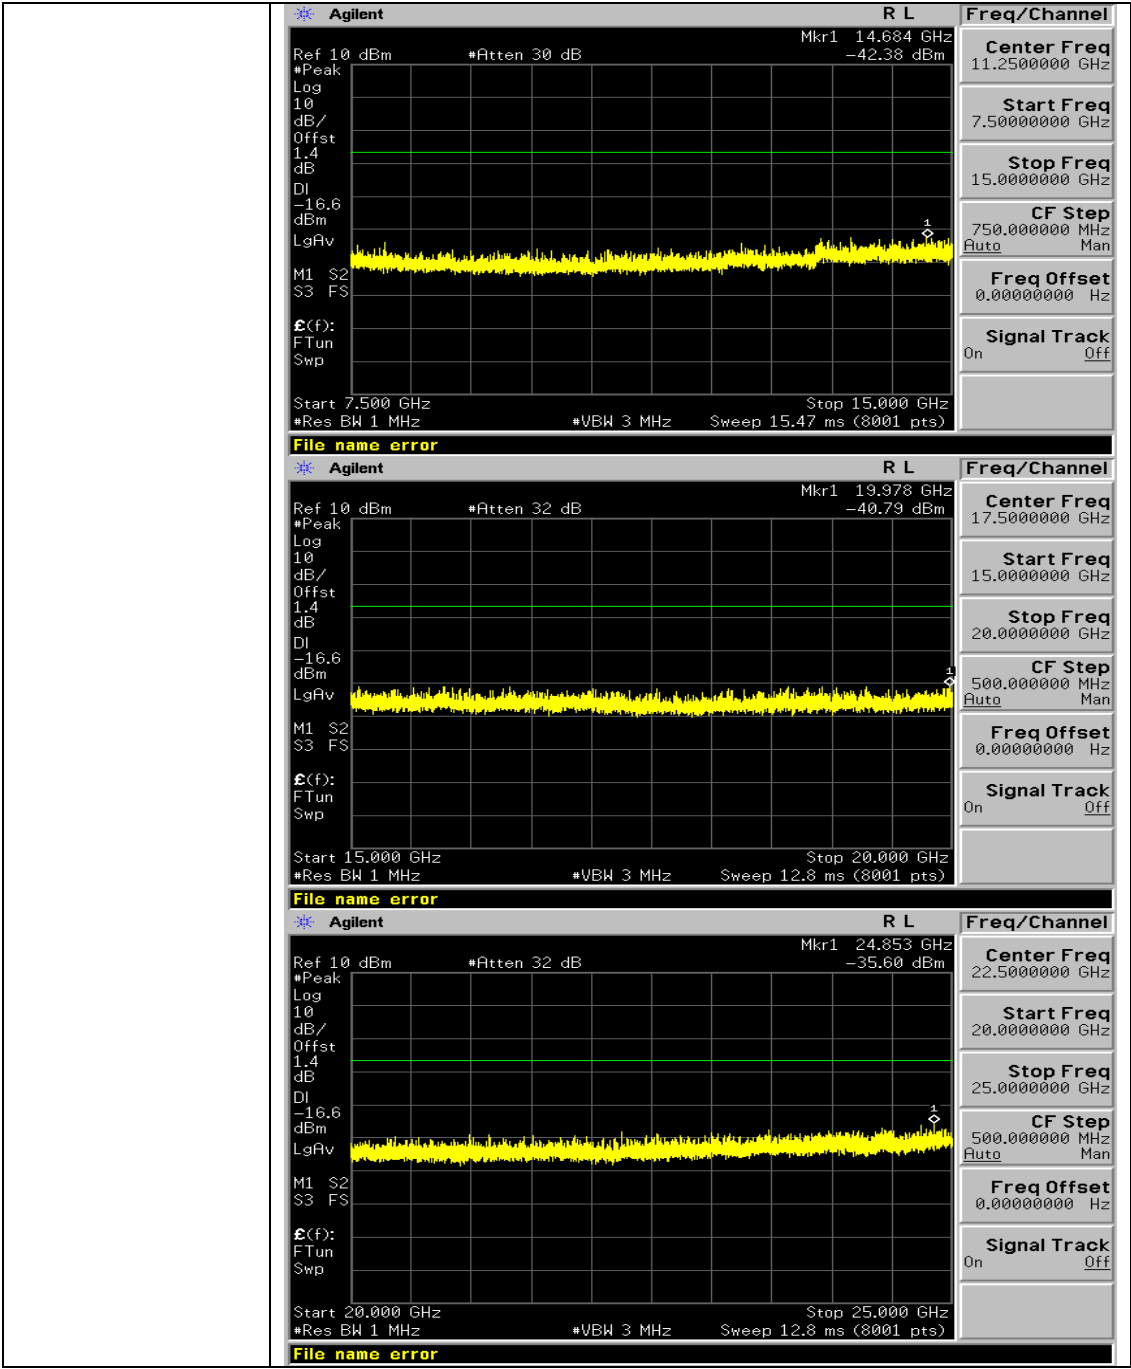 Agilent R L Freq/Channel
Mkr1 14.684 GHz
Ref 10 dBm #Atten 30 dB -42.38 dBm
#Peak
Log
10
dB/
Offst
1.4
dB
DI
-16.6
dBm
LgAv
M1 S2
S3 FS
£(f):
FTun
Swp
1
Start 7.500 GHz Stop 15.000 GHz
#Res BW 1 MHz #VBW 3 MHz Sweep 15.47 ms (8001 pts)
File name error
Center Freq
11.2500000 GHz
Start Freq
7.50000000 GHz
Stop Freq
15.0000000 GHz
CF Step
750.000000 MHz
Auto Man
Freq Offset
0.00000000 Hz
Signal Track
On Off
Agilent R L Freq/Channel
Mkr1 19.978 GHz
Ref 10 dBm #Atten 32 dB -40.79 dBm
#Peak
Log
10
dB/
Offst
1.4
dB
DI
-16.6
dBm
LgAv
M1 S2
S3 FS
£(f):
FTun
Swp
1
Start 15.000 GHz Stop 20.000 GHz
#Res BW 1 MHz #VBW 3 MHz Sweep 12.8 ms (8001 pts)
File name error
Center Freq
17.5000000 GHz
Start Freq
15.0000000 GHz
Stop Freq
20.0000000 GHz
CF Step
500.000000 MHz
Auto Man
Freq Offset
0.00000000 Hz
Signal Track
On Off
Agilent R L Freq/Channel
Mkr1 24.853 GHz
Ref 10 dBm #Atten 32 dB -35.60 dBm
#Peak
Log
10
dB/
Offst
1.4
dB
DI
-16.6
dBm
LgAv
M1 S2
S3 FS
£(f):
FTun
Swp
1
Start 20.000 GHz Stop 25.000 GHz
#Res BW 1 MHz #VBW 3 MHz Sweep 12.8 ms (8001 pts)
File name error
Center Freq
22.5000000 GHz
Start Freq
20.0000000 GHz
Stop Freq
25.0000000 GHz
CF Step
500.000000 MHz
Auto Man
Freq Offset
0.00000000 Hz
Signal Track
On Off